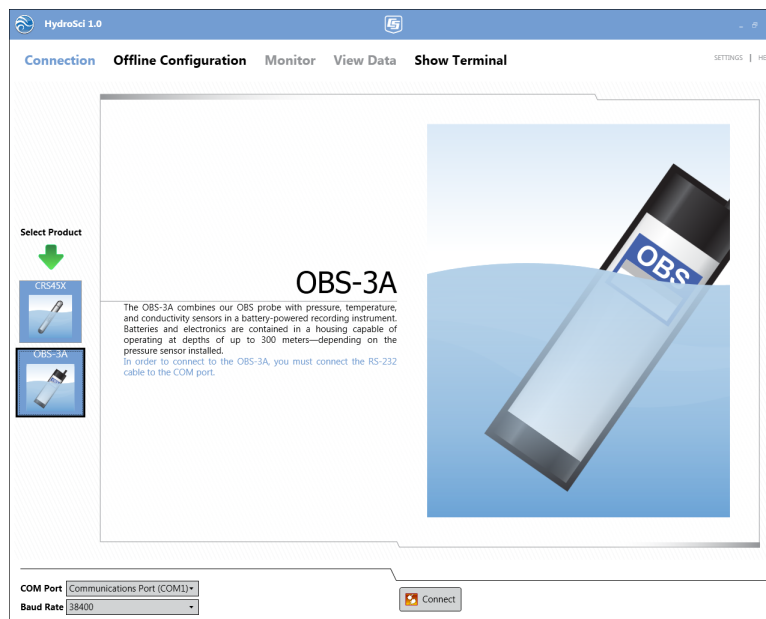 HydroSci 1.0
Connection Offline Configuration Monitor View Data Show Terminal SETTINGS | HE
Select Product
CRS45X
OBS-3A
OBS-3A
The OBS-3A combines our OBS probe with pressure, temperature,
and conductivity sensors in a battery-powered recording instrument.
Batteries and electronics are contained in a housing capable of
operating at depths of up to 300 meters—depending on the
pressure sensor installed.
In order to connect to the OBS-3A, you must connect the RS-232
cable to the COM port.
OBS
COM Port Communications Port (COM1)
Baud Rate 38400
Connect